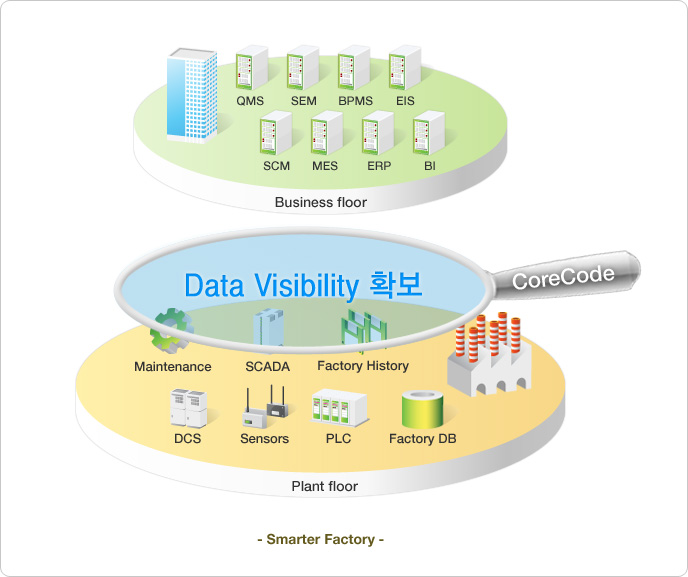 QMS SEM BPMS EIS
SCM MES ERP BI
Business floor
Data Visibility 확보
CoreCode
Maintenance SCADA Factory History
DCS Sensors PLC Factory DB
Plant floor
- Smarter Factory -